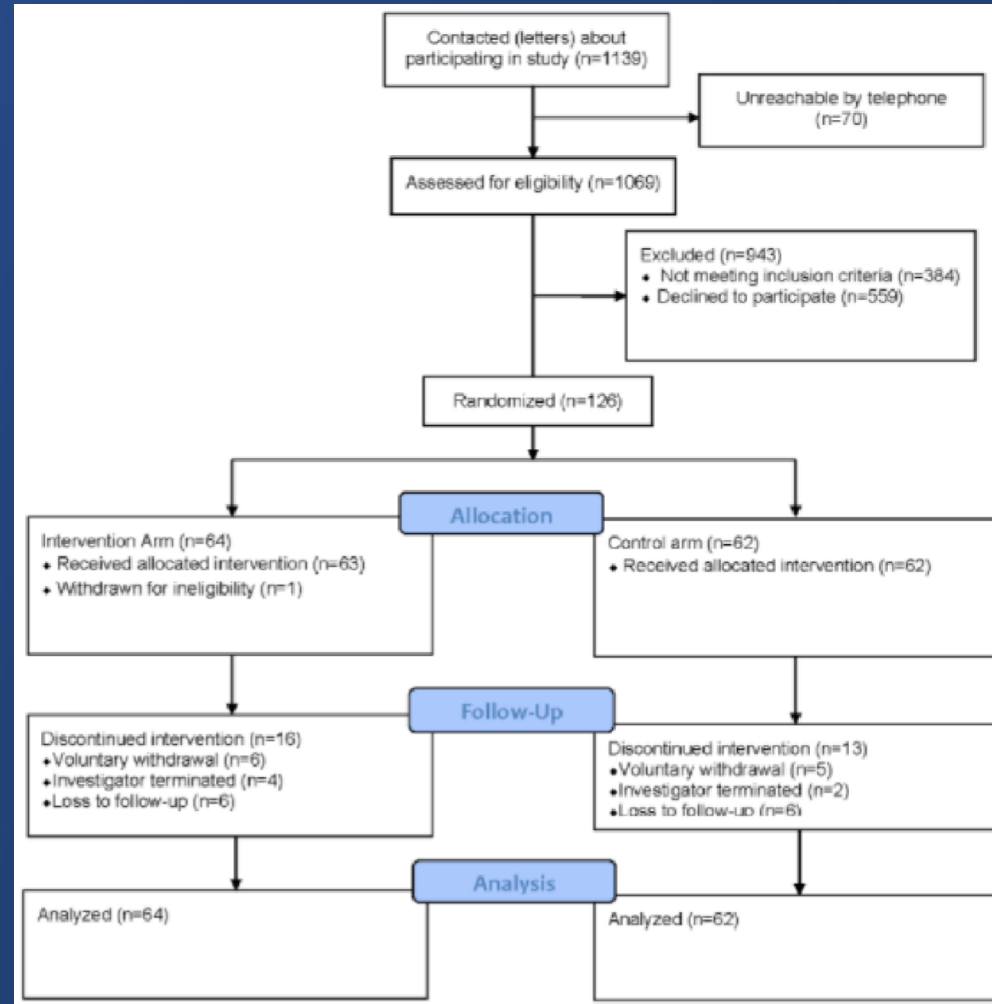 Contacted (letters) about
participating in study (n=1139)
Unreachable by telephone
(n=70)
Assessed for eligibility (n=1069)
Excluded (n=943)
♦ Not meeting inclusion criteria (n=384)
♦ Declined to participate (n=559)
Randomized (n=126)
Allocation
Intervention Arm (n=64)
♦ Received allocated intervention (n=63)
♦ Withdrawn for ineligibility (n=1)
Control arm (n=62)
♦ Received allocated intervention (n=62)
Follow-Up
Discontinued intervention (n=16)
♦Voluntary withdrawal (n=6)
♦Investigator terminated (n=4)
♦Loss to follow-up (n=6)
Discontinued intervention (n=13)
♦Voluntary withdrawal (n=5)
♦Investigator terminated (n=2)
♦Loss to follow-up (n=6)
Analysis
Analyzed (n=64)
Analyzed (n=62)